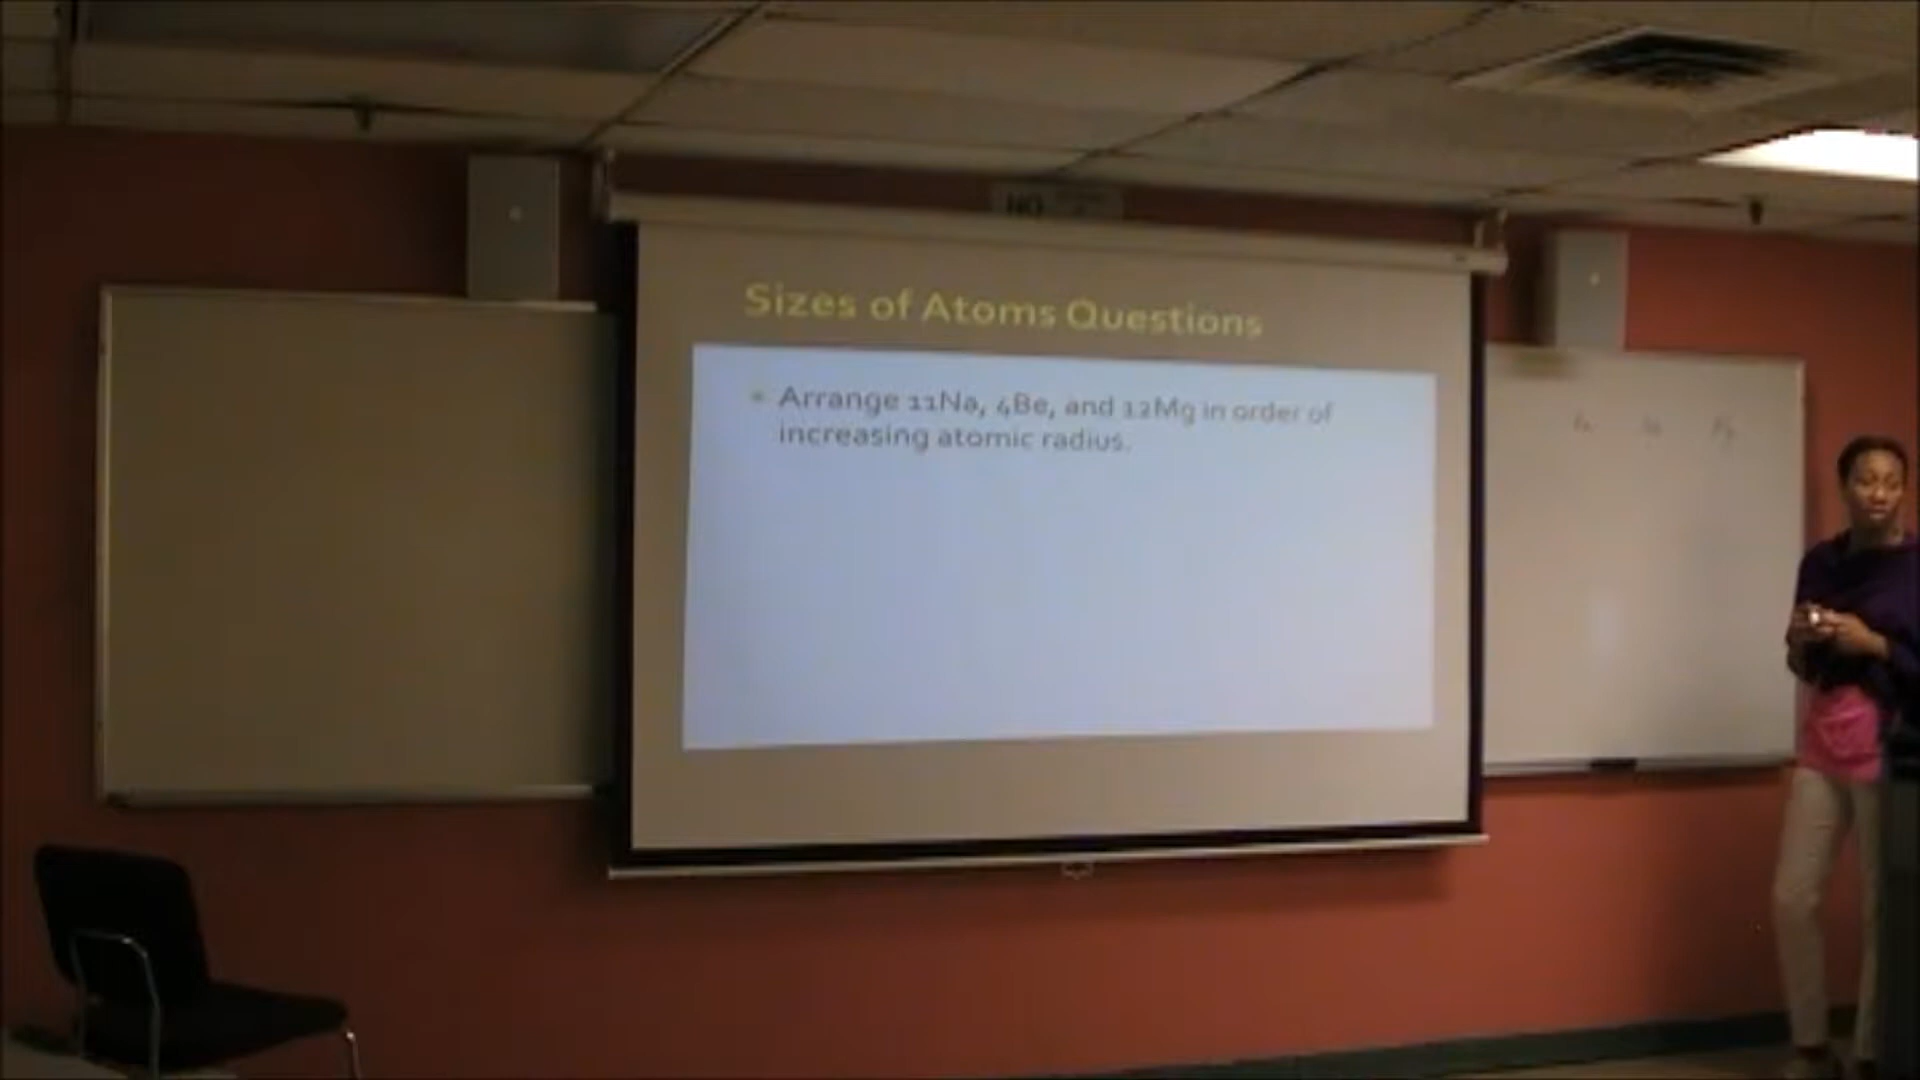 Sizes of Atoms Questions
Arrange 11Na, 4Be, and 12Mg in order of
increasing atomic radius.